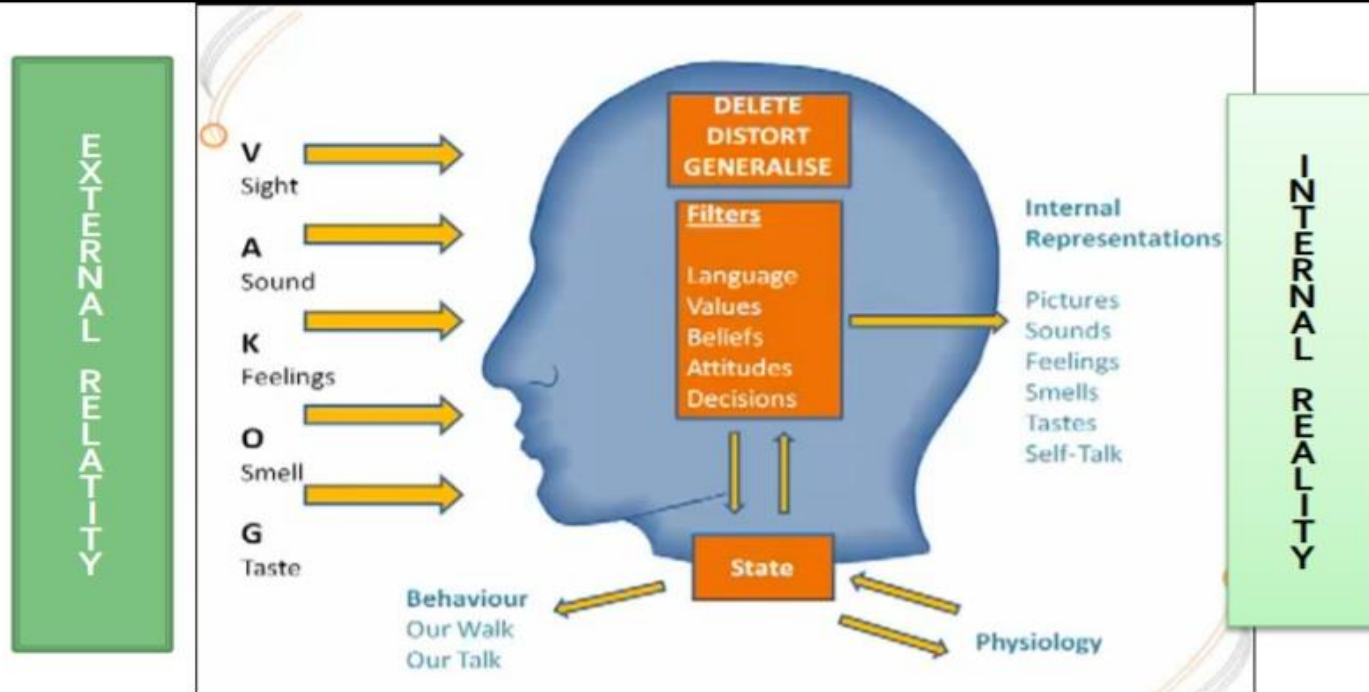 EXTERNAL RELATITY
V
Sight
A
Sound
K
Feelings
O
Smell
G
Taste
DELETE
DISTORT
GENERALISE
Filters
Language
Values
Beliefs
Attitudes
Decisions
State
Behaviour
Our Walk
Our Talk
Physiology
Internal
Representations
Pictures
Sounds
Feelings
Smells
Tastes
Self-Talk
INTERNAL REALITY